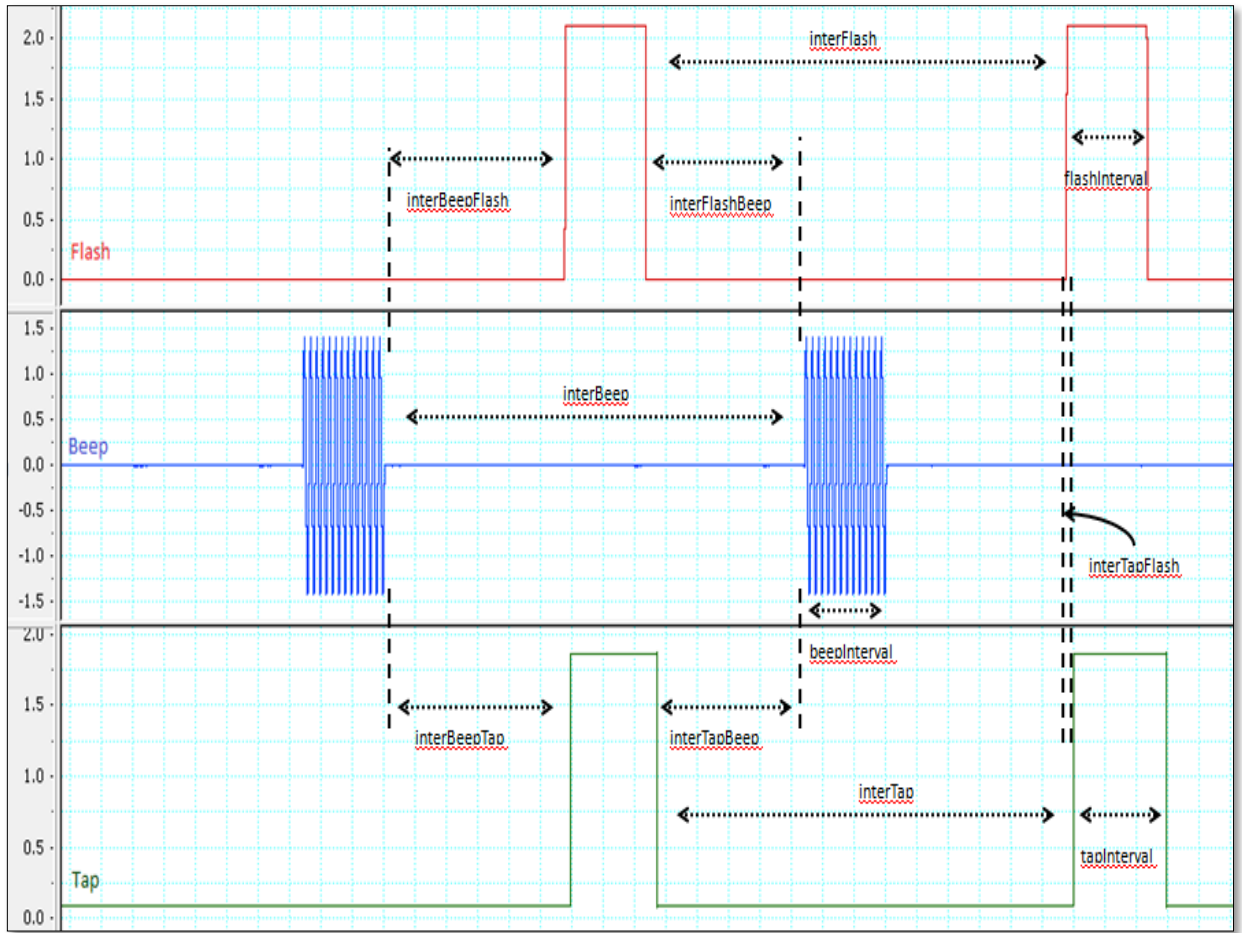 2.0
interFlash
1.5
1.0
flashInterval
interBeepFlash
interFlashBeep
0.5
Flash
0.0
1.5
1.0
interBeep
0.5
Beep
0.0
-0.5
-1.0
interTapFlash
-1.5
2.0
beepInterval
1.5
interBeepTap
interTapBeep
1.0
interTap
0.5
tapInterval
Tap
0.0